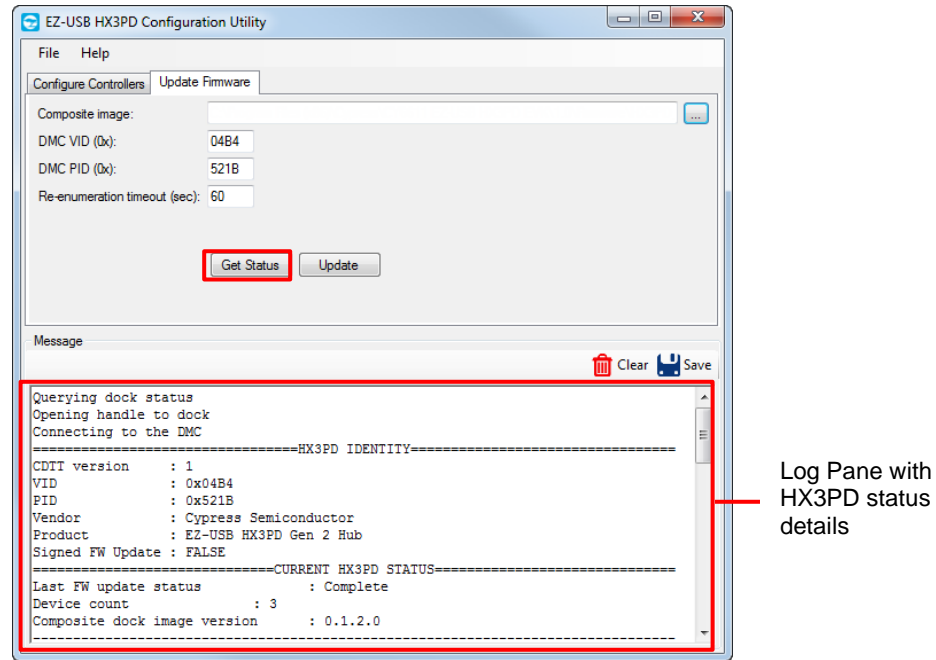 EZ-USB HX3PD Configuration Utility
File Help
Configure Controllers Update Firmware
Composite image: ...
DMC VID (0x): 04B4
DMC PID (0x): 521B
Re-enumeration timeout (sec): 60
Get Status Update
Message
Clear Save
Querying dock status
Opening handle to dock
Connecting to the DMC
=================================HX3PD IDENTITY=================================
CDTT version : 1
VID : 0x04B4
PID : 0x521B
Vendor : Cypress Semiconductor
Product : EZ-USB HX3PD Gen 2 Hub
Signed FW Update : FALSE
==============================CURRENT HX3PD STATUS==============================
Last FW update status : Complete
Device count : 3
Composite dock image version : 0.1.2.0
--------------------------------------------------------------------------------
Log Pane with
HX3PD status
details